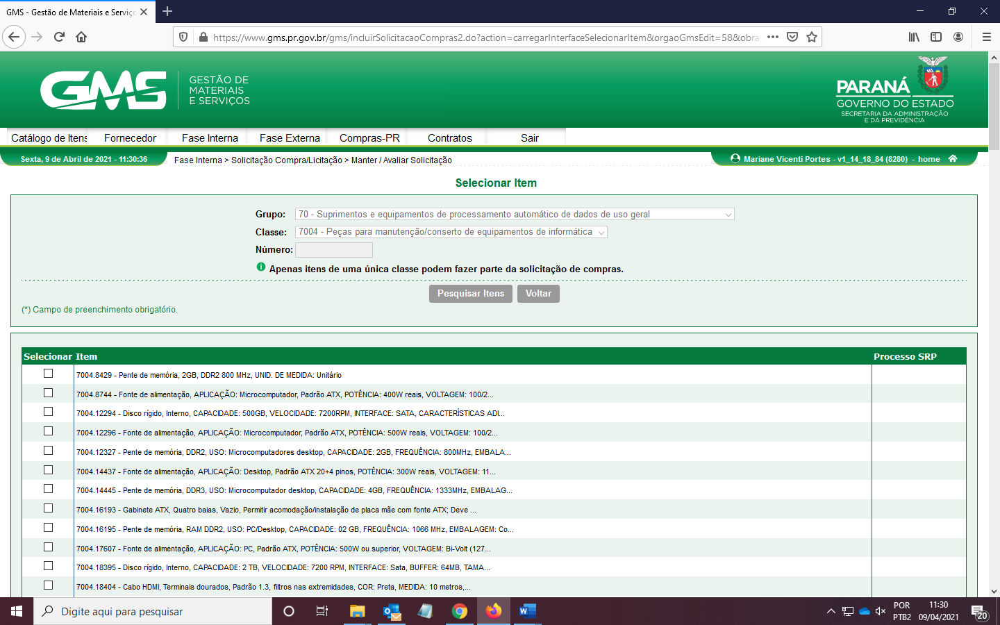 GMS - Gestão de Materiais e Serviç
https://www.gms.pr.gov.br/gms/incluirSolicitacaoCompras2.do?action=carregarInterfaceSelecionarItem&orgaoGmsEdit=58&obra
GMS
GESTÃO DE
MATERIAIS
E SERVIÇOS
PARANÁ
GOVERNO DO ESTADO
SECRETARIA DA ADMINISTRAÇÃO
E DA PREVIDÊNCIA
Catálogo de Itens Fornecedor Fase Interna Fase Externa Compras-PR Contratos Sair
Sexta, 9 de Abril de 2021 - 11:30:36 Fase Interna > Solicitação Compra/Licitação > Manter / Avaliar Solicitação Mariane Vicenti Portes - v1_14_18_84 (8280) - home
Selecionar Item
Grupo: 70 - Suprimentos e equipamentos de processamento automático de dados de uso geral
Classe: 7004 - Peças para manutenção/conserto de equipamentos de informática
Número:
Apenas itens de uma única classe podem fazer parte da solicitação de compras.
Pesquisar Itens Voltar
(*) Campo de preenchimento obrigatório.
Selecionar Item Processo SRP
7004.8429 - Pente de memória, 2GB, DDR2 800 MHz, UNID. DE MEDIDA: Unitário
7004.8744 - Fonte de alimentação, APLICAÇÃO: Microcomputador, Padrão ATX, POTÊNCIA: 400W reais, VOLTAGEM: 100/2...
7004.12294 - Disco rígido, Interno, CAPACIDADE: 500GB, VELOCIDADE: 7200RPM, INTERFACE: SATA, CARACTERÍSTICAS ADI...
7004.12296 - Fonte de alimentação, APLICAÇÃO: Microcomputador, Padrão ATX, POTÊNCIA: 500W reais, VOLTAGEM: 100/2...
7004.12327 - Pente de memória, DDR2, USO: Microcomputadores desktop, CAPACIDADE: 2GB, FREQUÊNCIA: 800MHz, EMBALA...
7004.14437 - Fonte de alimentação, APLICAÇÃO: Desktop, Padrão ATX 20+4 pinos, POTÊNCIA: 300W reais, VOLTAGEM: 11...
7004.14445 - Pente de memória, DDR3, USO: Microcomputador desktop, CAPACIDADE: 4GB, FREQUÊNCIA: 1333MHz, EMBALAG...
7004.16193 - Gabinete ATX, Quatro baias, Vazio, Permitir acomodação/instalação de placa mãe com fonte ATX; Deve ...
7004.16195 - Pente de memória, RAM DDR2, USO: PC/Desktop, CAPACIDADE: 02 GB, FREQUÊNCIA: 1066 MHz, EMBALAGEM: Co...
7004.17607 - Fonte de alimentação, APLICAÇÃO: PC, Padrão ATX, POTÊNCIA: 500W ou superior, VOLTAGEM: Bi-Volt (127...
7004.18395 - Disco rígido, Interno, CAPACIDADE: 2 TB, VELOCIDADE: 7200 RPM, INTERFACE: Sata, BUFFER: 64MB, TAMA...
7004.18404 - Cabo HDMI, Terminais dourados, Padrão 1.3, filtros nas extremidades, COR: Preta, MEDIDA: 10 metros,...
Digite aqui para pesquisar
POR 11:30
PTB2 09/04/2021 20